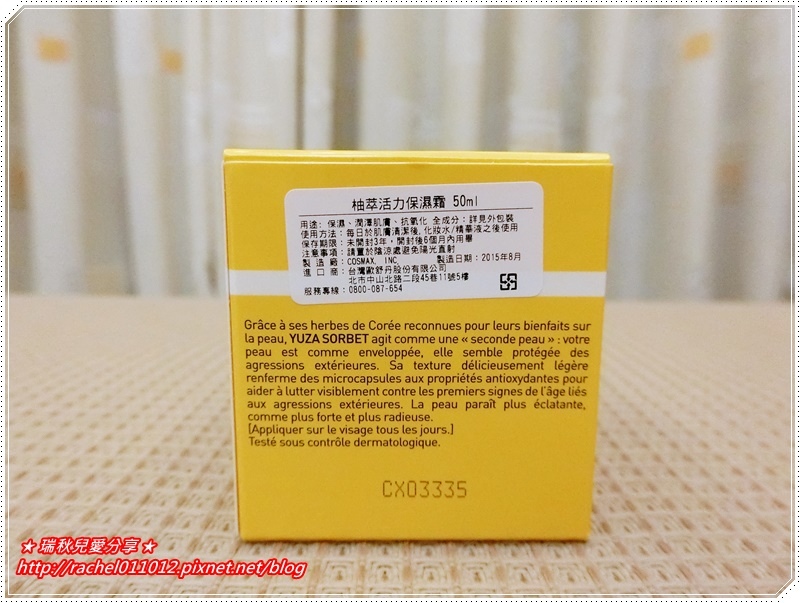 柚萃活力保濕霜 50ml
用途: 保濕、潤澤肌膚、抗氧化 全成分：詳見外包裝
使用方法：每日於肌膚清潔後, 化妝水/精華液之後使用
保存期限：未開封3年，開封後6個月內用畢
注意事項：請置於陰涼處避免陽光直射
製 造 廠：COSMAX, INC. 製造日期：2015年8月
進 口 商：台灣歐舒丹股份有限公司
北市中山北路二段45巷11號5樓
服務專線：0800-087-654
Grâce à ses herbes de Corée reconnues pour leurs bienfaits sur
la peau, YUZA SORBET agit comme une « seconde peau » : votre
peau est comme enveloppée, elle semble protégée des
agressions extérieures. Sa texture délicieusement légère
renferme des microcapsules aux propriétés antioxydantes pour
aider à lutter visiblement contre les premiers signes de l'âge liés
aux agressions extérieures. La peau paraît plus éclatante,
comme plus forte et plus radieuse.
[Appliquer sur le visage tous les jours.]
Testé sous contrôle dermatologique.
CX03335
★ 瑞秋兒愛分享 ★
http://rachel011012.pixnet.net/blog